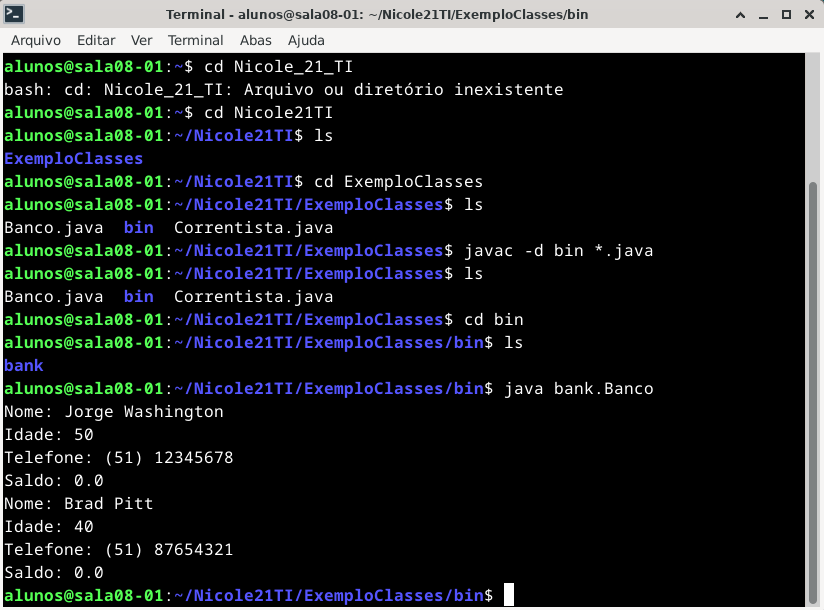 Terminal - alunos@sala08-01: ~/Nicole21TI/ExemploClasses/bin
Arquivo Editar Ver Terminal Abas Ajuda
alunos@sala08-01:~$ cd Nicole_21_TI
bash: cd: Nicole_21_TI: Arquivo ou diretório inexistente
alunos@sala08-01:~$ cd Nicole21TI
alunos@sala08-01:~/Nicole21TI$ ls
ExemploClasses
alunos@sala08-01:~/Nicole21TI$ cd ExemploClasses
alunos@sala08-01:~/Nicole21TI/ExemploClasses$ ls
Banco.java  bin  Correntista.java
alunos@sala08-01:~/Nicole21TI/ExemploClasses$ javac -d bin *.java
alunos@sala08-01:~/Nicole21TI/ExemploClasses$ ls
Banco.java  bin  Correntista.java
alunos@sala08-01:~/Nicole21TI/ExemploClasses$ cd bin
alunos@sala08-01:~/Nicole21TI/ExemploClasses/bin$ ls
bank
alunos@sala08-01:~/Nicole21TI/ExemploClasses/bin$ java bank.Banco
Nome: Jorge Washington
Idade: 50
Telefone: (51) 12345678
Saldo: 0.0
Nome: Brad Pitt
Idade: 40
Telefone: (51) 87654321
Saldo: 0.0
alunos@sala08-01:~/Nicole21TI/ExemploClasses/bin$